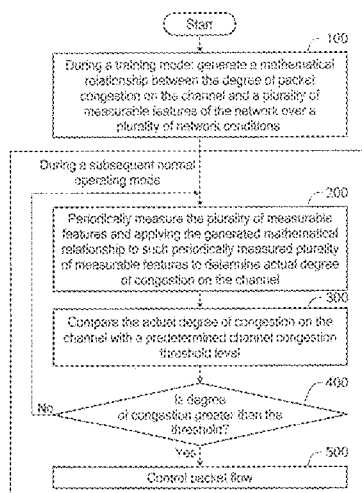 Start
100
During a training mode: generate a mathematical
relationship between the degree of packet
congestion on the channel and a plurality of
measurable features of the network over a
plurality of network conditions
During a subsequent normal
operating mode
200
Periodically measure the plurality of measurable
features and applying the generated mathematical
relationship to such periodically measured plurality
of measurable features to determine actual degree
of congestion on the channel
300
Compare the actual degree of congestion on the
channel with a predetermined channel congestion
threshold level
400
Is degree
of congestion greater than the
threshold?
No
Yes
500
Control packet flow